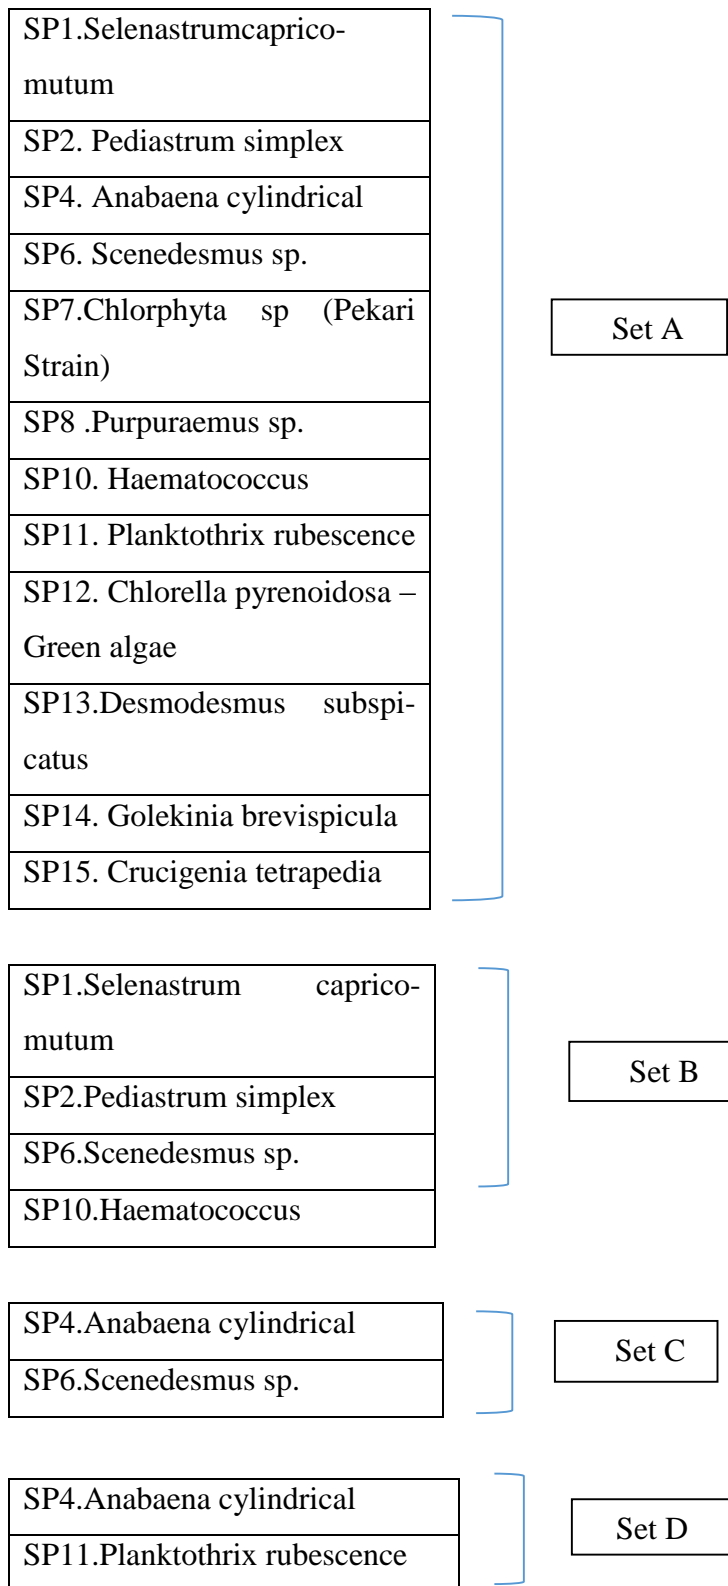 SP1.Selenastrumcaprico-
mutum
SP2. Pediastrum simplex
SP4. Anabaena cylindrical
SP6. Scenedesmus sp.
SP7.Chlorphyta sp (Pekari
Strain)
Set A
SP8 .Purpuraemus sp.
SP10. Haematococcus
SP11. Planktothrix rubescence
SP12. Chlorella pyrenoidosa –
Green algae
SP13.Desmodesmus subspi-
catus
SP14. Golekinia brevispicula
SP15. Crucigenia tetrapedia
SP1.Selenastrum caprico-
mutum
Set B
SP2.Pediastrum simplex
SP6.Scenedesmus sp.
SP10.Haematococcus
SP4.Anabaena cylindrical
Set C
SP6.Scenedesmus sp.
SP4.Anabaena cylindrical
Set D
SP11.Planktothrix rubescence